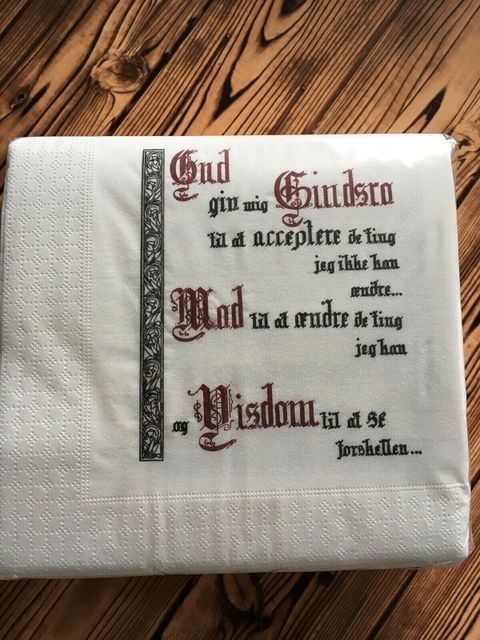 Gud
giv mig Sindsro
til at acceptere de ting
jeg ikke kan
ændre...
Mod til at ændre de ting
jeg kan
og Visdom til at se
forskellen...